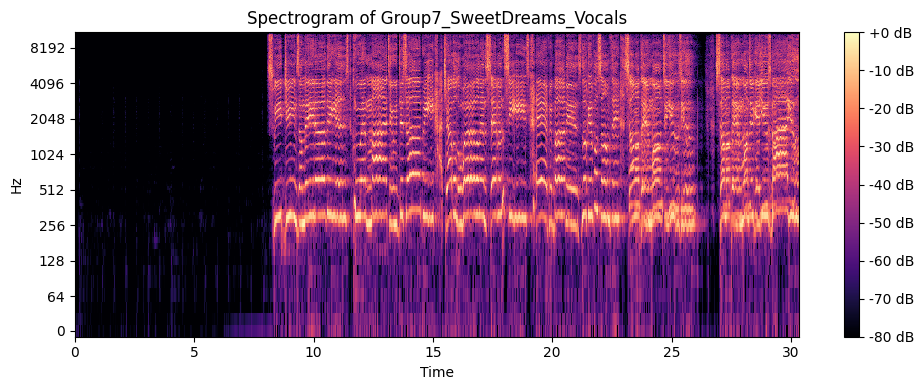 Spectrogram of Group7_SweetDreams_Vocals
Hz
8192
4096
2048
1024
512
256
128
64
0
0 5 10 15 20 25 30
Time
+0 dB
-10 dB
-20 dB
-30 dB
-40 dB
-50 dB
-60 dB
-70 dB
-80 dB